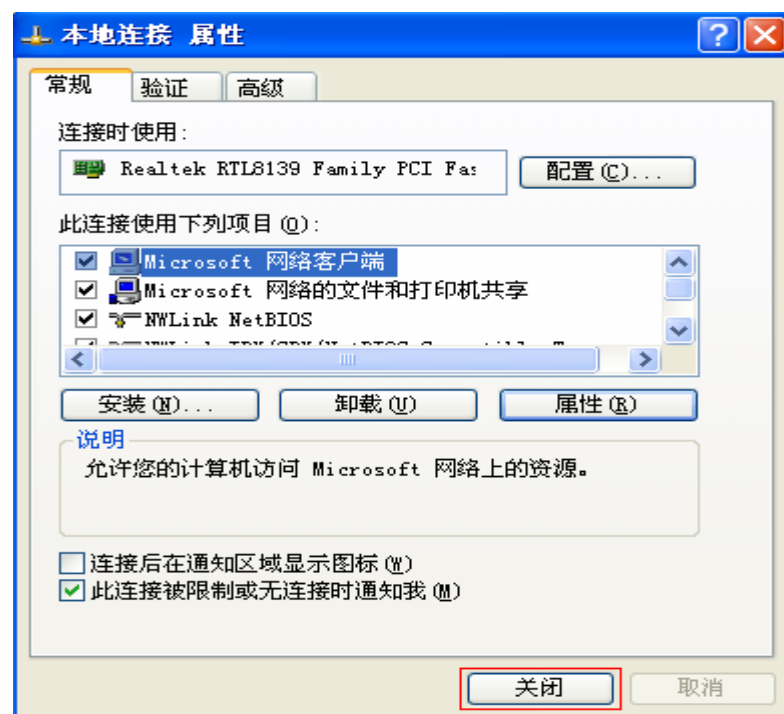 本地连接 属性
常规 验证 高级
连接时使用:
Realtek RTL8139 Family PCI Fas 配置(C)...
此连接使用下列项目(O):
Microsoft 网络客户端
Microsoft 网络的文件和打印机共享
NWLink NetBIOS
安装(N)... 卸载(U) 属性(R)
说明
允许您的计算机访问 Microsoft 网络上的资源。
连接后在通知区域显示图标(W)
此连接被限制或无连接时通知我(M)
关闭 取消